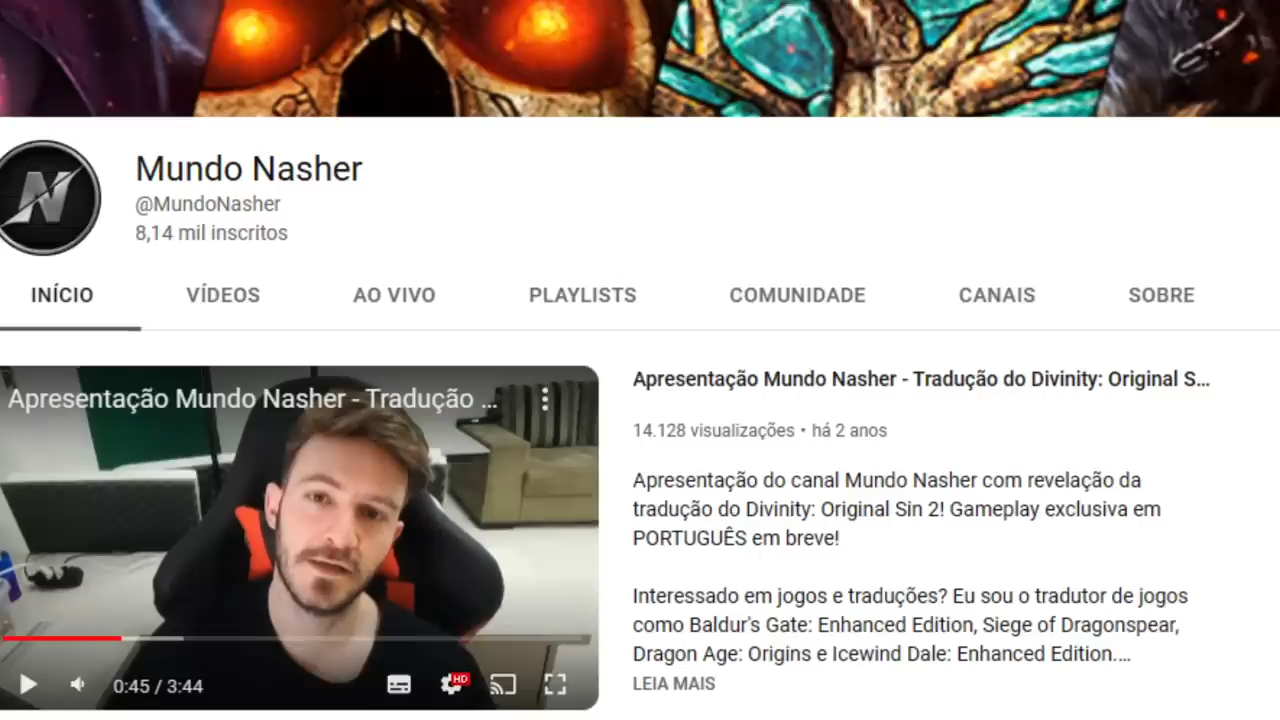 N
Mundo Nasher
@MundoNasher
8,14 mil inscritos
INÍCIO VÍDEOS AO VIVO PLAYLISTS COMUNIDADE CANAIS SOBRE
Apresentação Mundo Nasher - Tradução ...
0:45 / 3:44
HD
Apresentação Mundo Nasher - Tradução do Divinity: Original S...
14.128 visualizações • há 2 anos
Apresentação do canal Mundo Nasher com revelação da
tradução do Divinity: Original Sin 2! Gameplay exclusiva em
PORTUGUÊS em breve!
Interessado em jogos e traduções? Eu sou o tradutor de jogos
como Baldur's Gate: Enhanced Edition, Siege of Dragonspear,
Dragon Age: Origins e Icewind Dale: Enhanced Edition....
LEIA MAIS